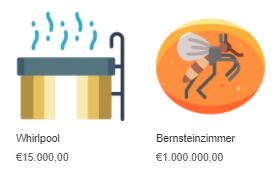 Whirlpool
€15.000,00
Bernsteinzimmer
€1.000.000,00